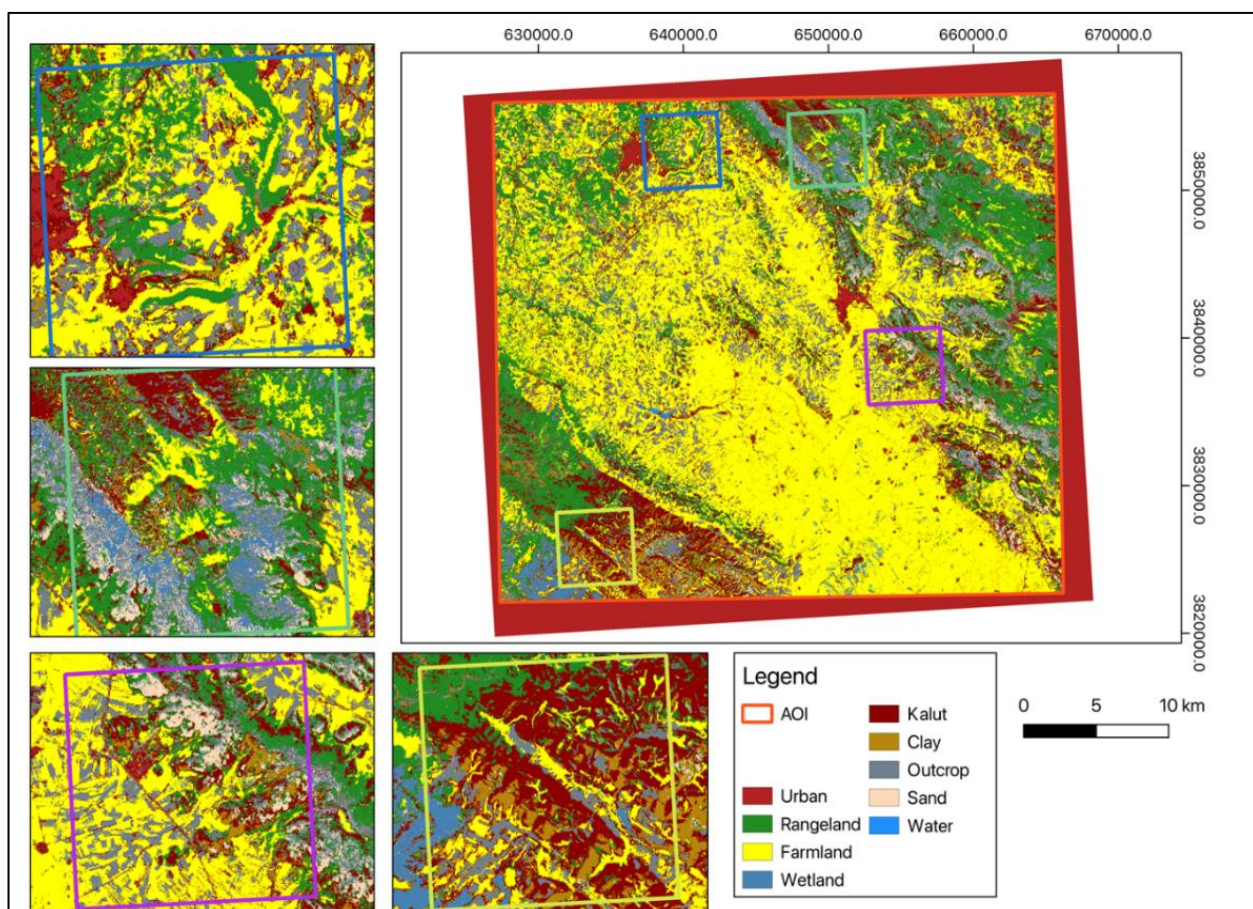 630000.0 640000.0 650000.0 660000.0 670000.0
3850000.0
3840000.0
3830000.0
3820000.0
Legend
AOI
Urban
Rangeland
Farmland
Wetland
Kalut
Clay
Outcrop
Sand
Water
0 5 10 km